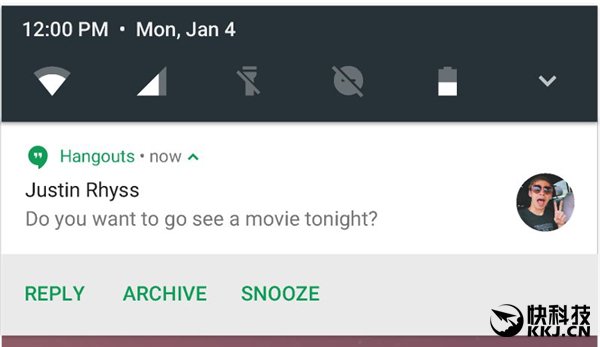 12:00 PM • Mon, Jan 4
Hangouts • now
Justin Rhyss
Do you want to go see a movie tonight?
REPLY ARCHIVE SNOOZE
快科技
KKJ.CN